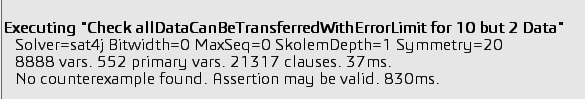 Executing "Check allDataCanBeTransferredWithErrorLimit for 10 but 2 Data"
Solver=sat4j Bitwidth=0 MaxSeq=0 SkolemDepth=1 Symmetry=20
8888 vars. 552 primary vars. 21317 clauses. 37ms.
No counterexample found. Assertion may be valid. 830ms.